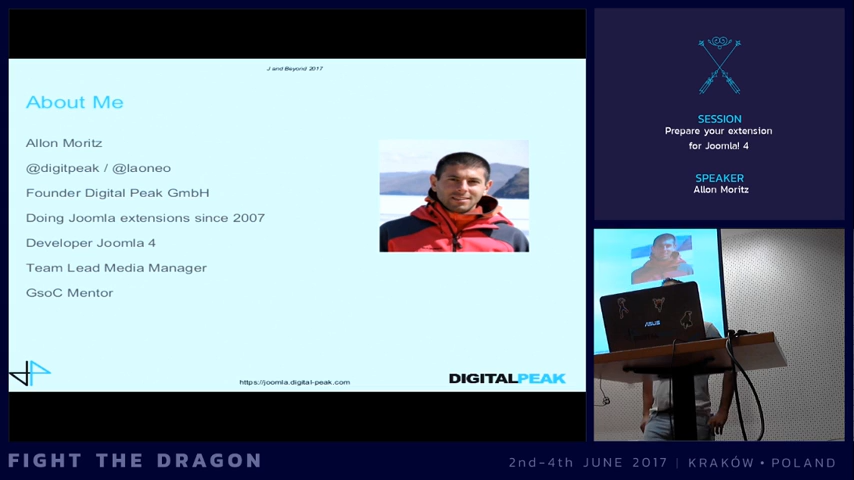 J and Beyond 2017
About Me
Allon Moritz
@digitpeak / @laoneo
Founder Digital Peak GmbH
Doing Joomla extensions since 2007
Developer Joomla 4
Team Lead Media Manager
GsoC Mentor
https://joomla.digital-peak.com
DIGITALPEAK
SESSION
Prepare your extension
for Joomla! 4
SPEAKER
Allon Moritz
ASUS
FIGHT THE DRAGON
2nd-4th JUNE 2017 | KRAKÓW • POLAND